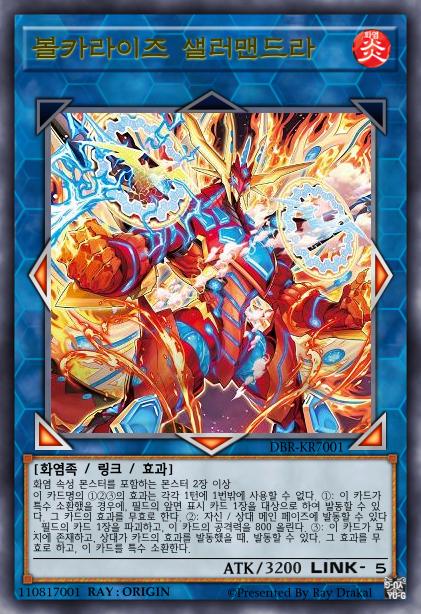 볼카라이즈 샐러맨드라
화염
炎
DBR-KR7001
[화염족 / 링크 / 효과]
화염 속성 몬스터를 포함하는 몬스터 2장 이상
이 카드명의 ①②③의 효과는 각각 1턴에 1번밖에 사용할 수 없다. ①: 이 카드가
특수 소환했을 경우에, 필드의 앞면 표시 카드 1장을 대상으로 하여 발동할 수 있
다. 그 카드의 효과를 무효로 한다. ②: 자신 / 상대 메인 페이즈에 발동할 수 있다
. 필드의 카드 1장을 파괴하고, 이 카드의 공격력을 800 올린다. ③: 이 카드가 묘
지에 존재하고, 상대가 카드의 효과를 발동했을 때, 발동할 수 있다. 그 효과를 무
효로 하고, 이 카드를 특수 소환한다.
ATK/3200 LINK- 5
110817001 RAY : ORIGIN ©Presented By Ray Drakal